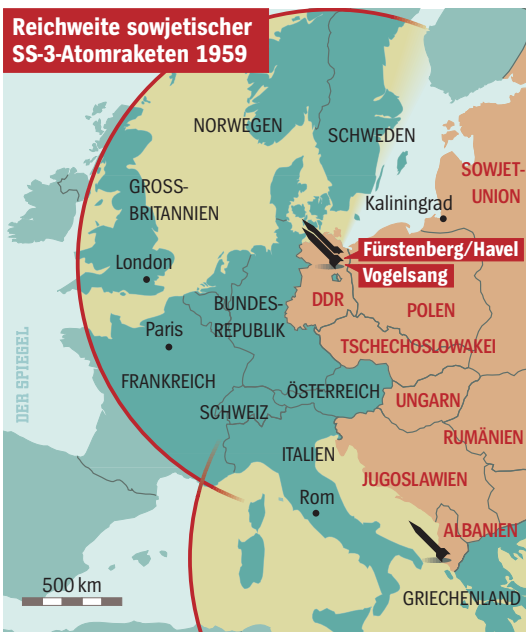 Reichweite sowjetischer
SS-3-Atomraketen 1959
NORWEGEN
SCHWEDEN
SOWJET-
UNION
GROSS-
BRITANNIEN
Kaliningrad
London
Fürstenberg/Havel
Vogelsang
BUNDES-
REPUBLIK
DDR
POLEN
Paris
TSCHECHOSLOWAKEI
DER SPIEGEL
FRANKREICH
ÖSTERREICH
UNGARN
SCHWEIZ
RUMÄNIEN
ITALIEN
JUGOSLAWIEN
Rom
ALBANIEN
500 km
GRIECHENLAND